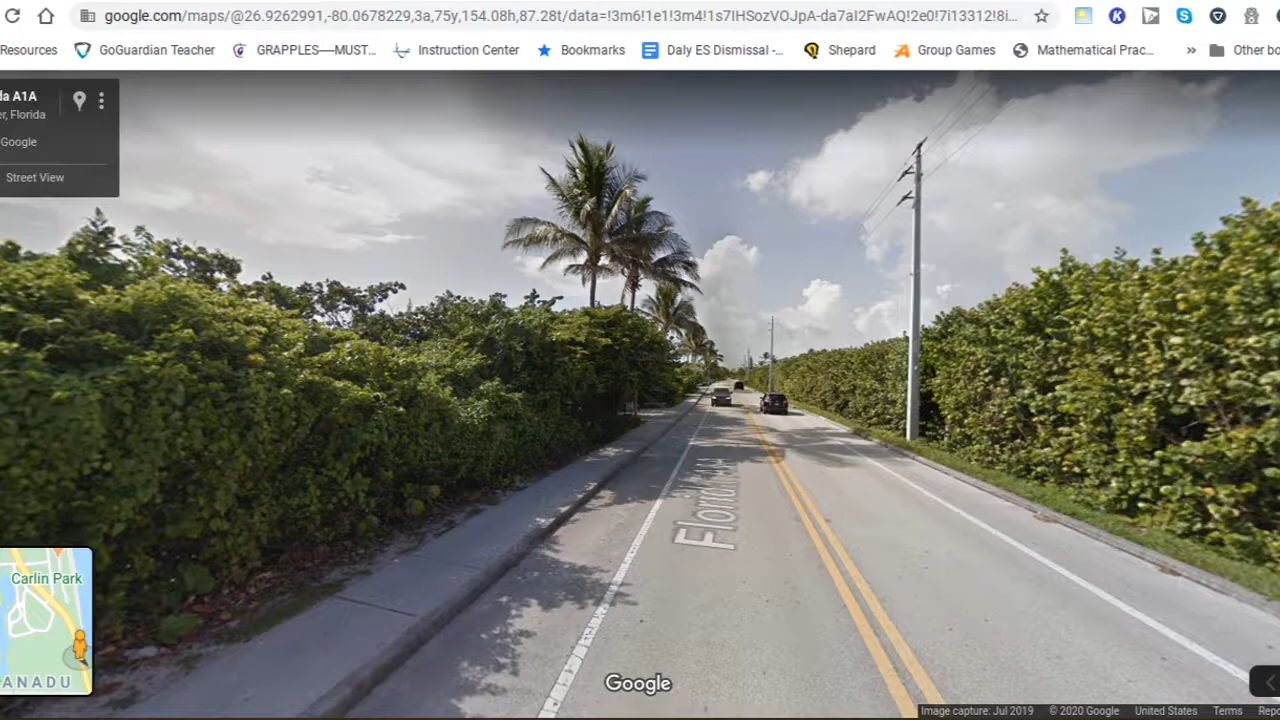 google.com/maps/@26.9262991,-80.0678229,3a,75y,154.08h,87.28t/data=!3m6!1e1!3m4!1s7IHSozVOJpA-da7aI2FwAQ!2e0!7i13312!8i...
Resources GoGuardian Teacher GRAPPLES—MUST... Instruction Center Bookmarks Daly ES Dismissal -... Shepard Group Games Mathematical Prac... » Other bo
da A1A
er, Florida
Google
Street View
Florida A1A
Carlin Park
ANADU
Google
Image capture: Jul 2019 © 2020 Google United States Terms Repo